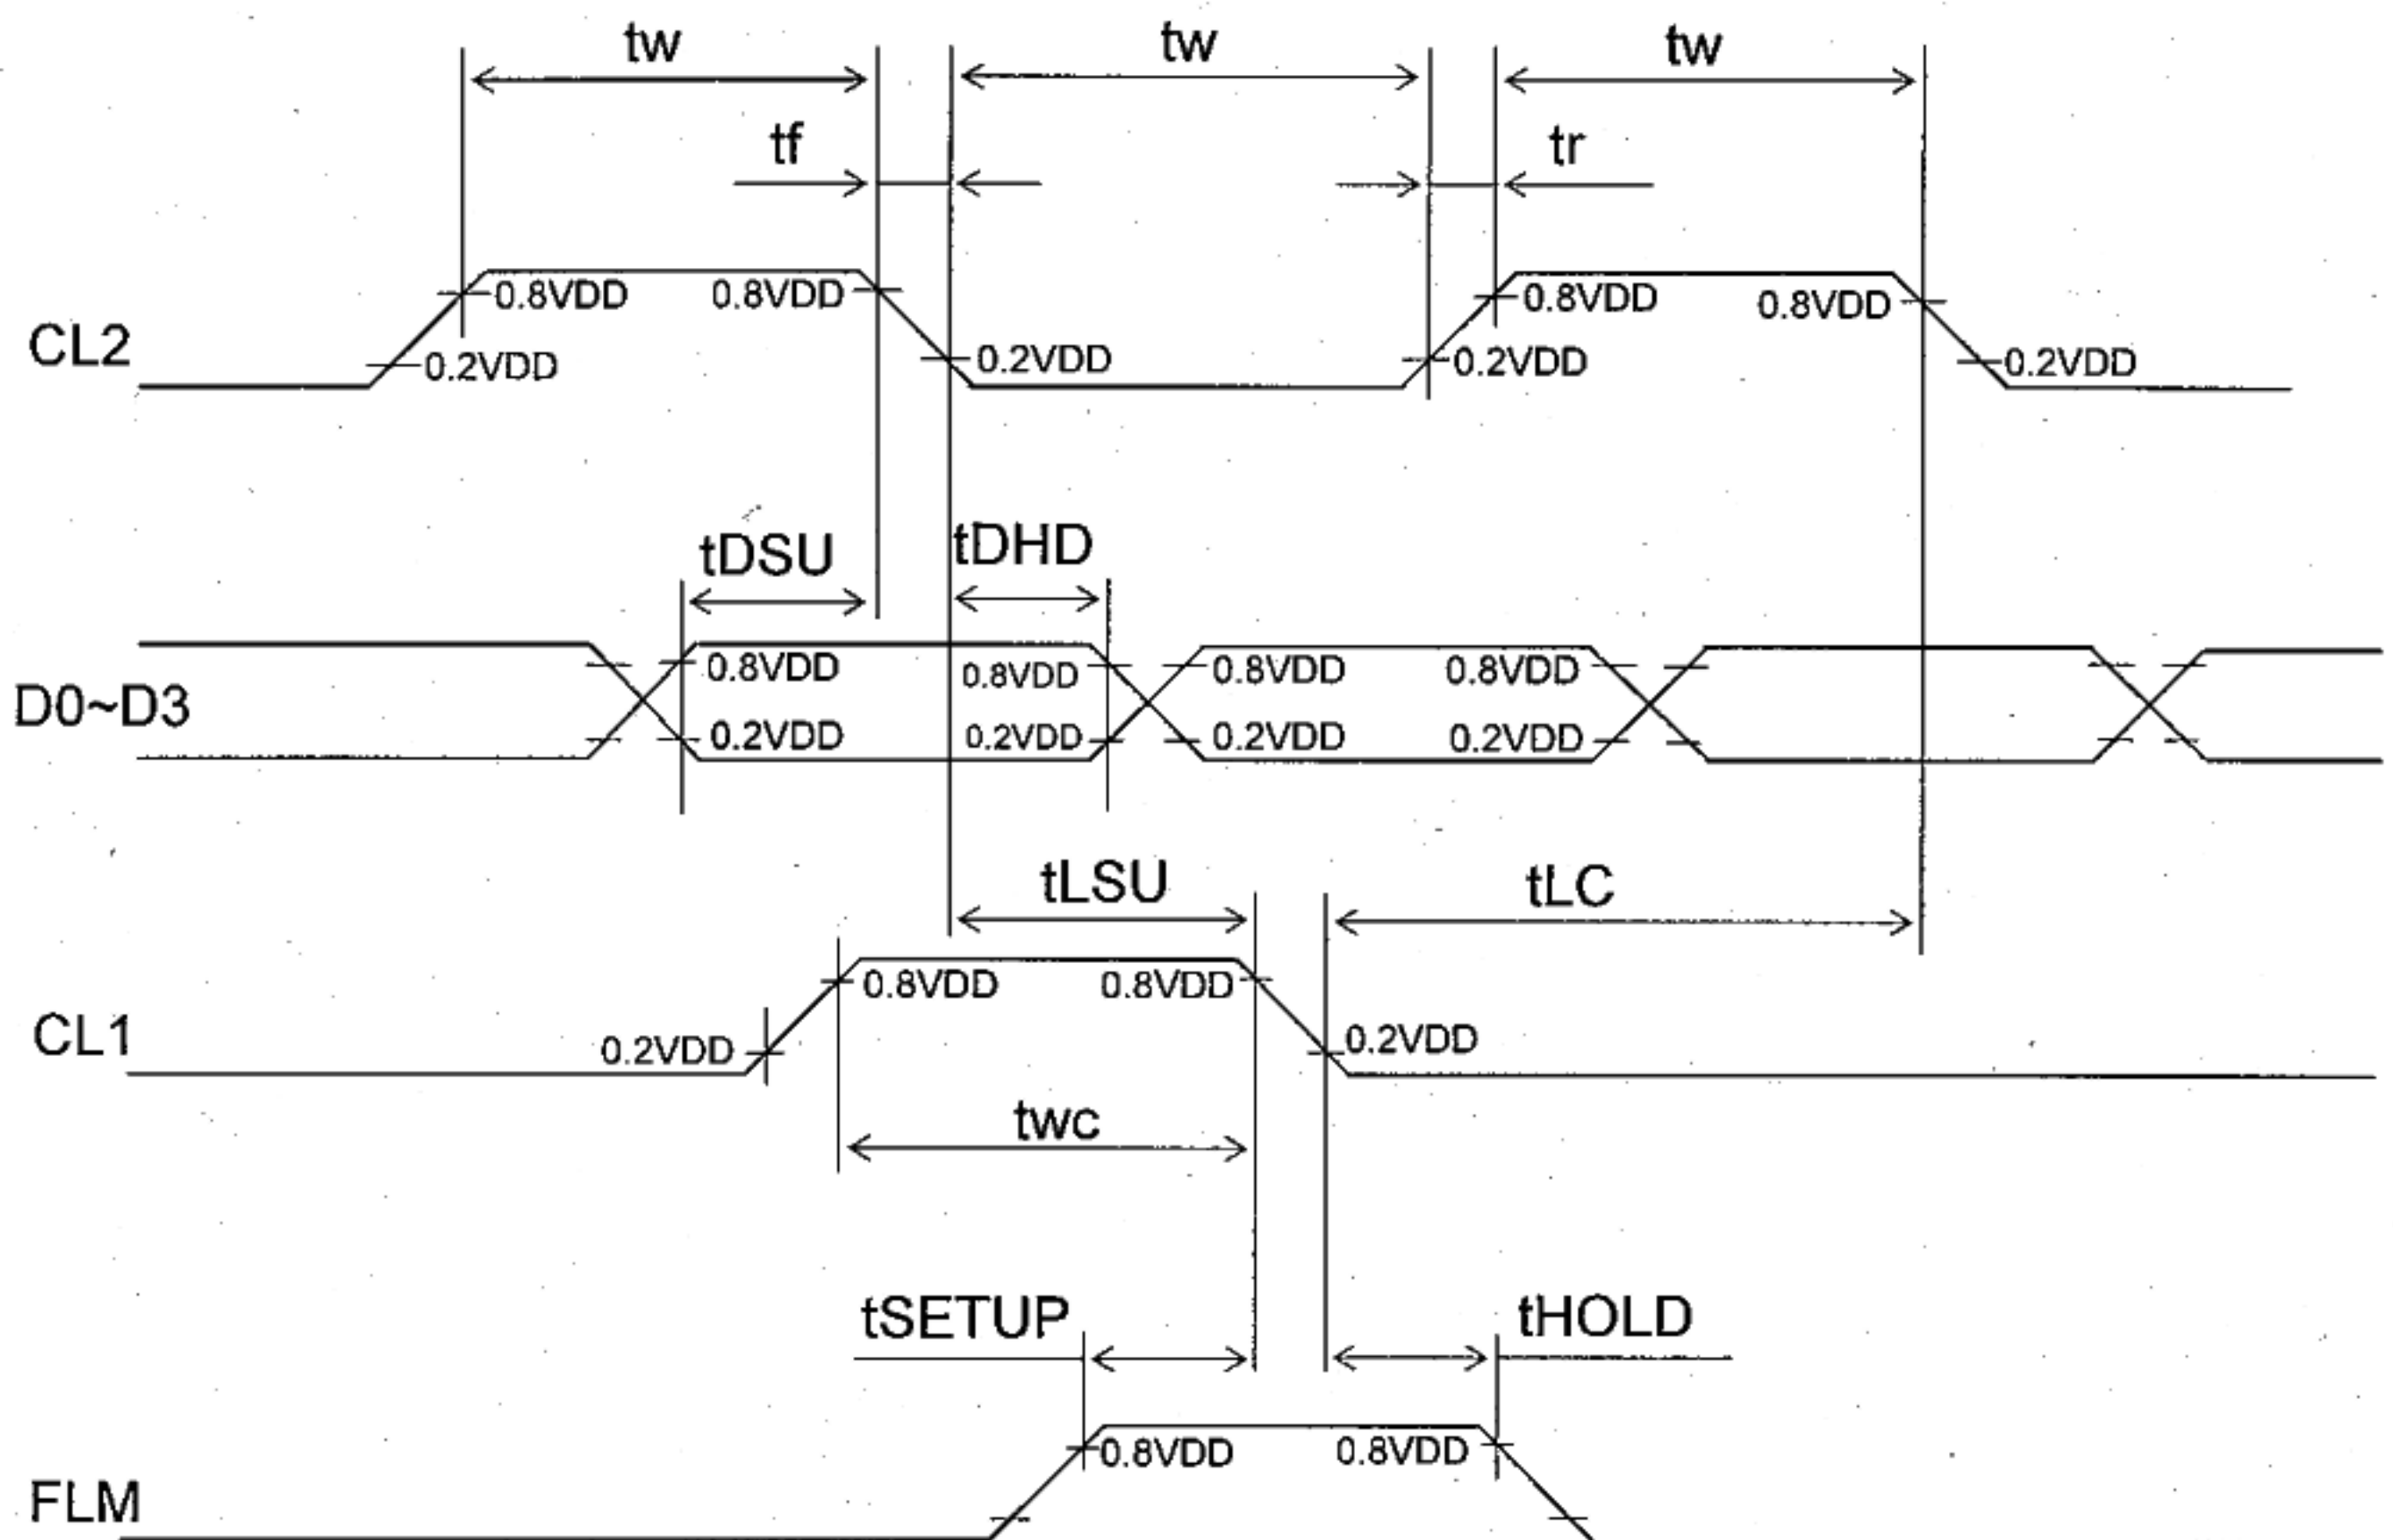 tw tw tw
tf tr
0.8VDD 0.8VDD 0.8VDD 0.8VDD
CL2 0.2VDD 0.2VDD 0.2VDD 0.2VDD
tDSU tDHD
0.8VDD 0.8VDD 0.8VDD 0.8VDD
D0~D3 0.2VDD 0.2VDD 0.2VDD 0.2VDD
tLSU tLC
0.8VDD 0.8VDD
CL1 0.2VDD 0.2VDD
twc
tSETUP tHOLD
0.8VDD 0.8VDD
FLM